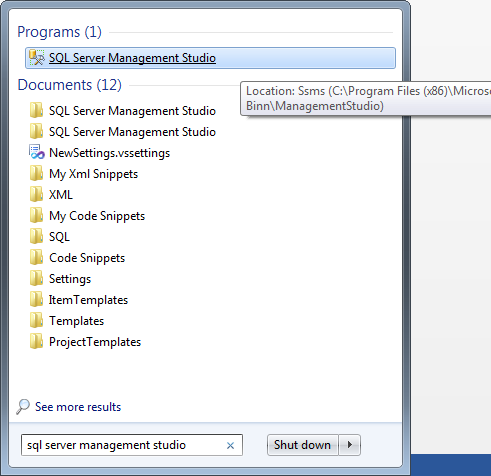 Programs (1)
SQL Server Management Studio
Documents (12)
Location: Ssms (C:\Program Files (x86)\Micros
Binn\ManagementStudio)
SQL Server Management Studio
SQL Server Management Studio
NewSettings.vssettings
My Xml Snippets
XML
My Code Snippets
SQL
Code Snippets
Settings
ItemTemplates
Templates
ProjectTemplates
See more results
sql server management studio
Shut down